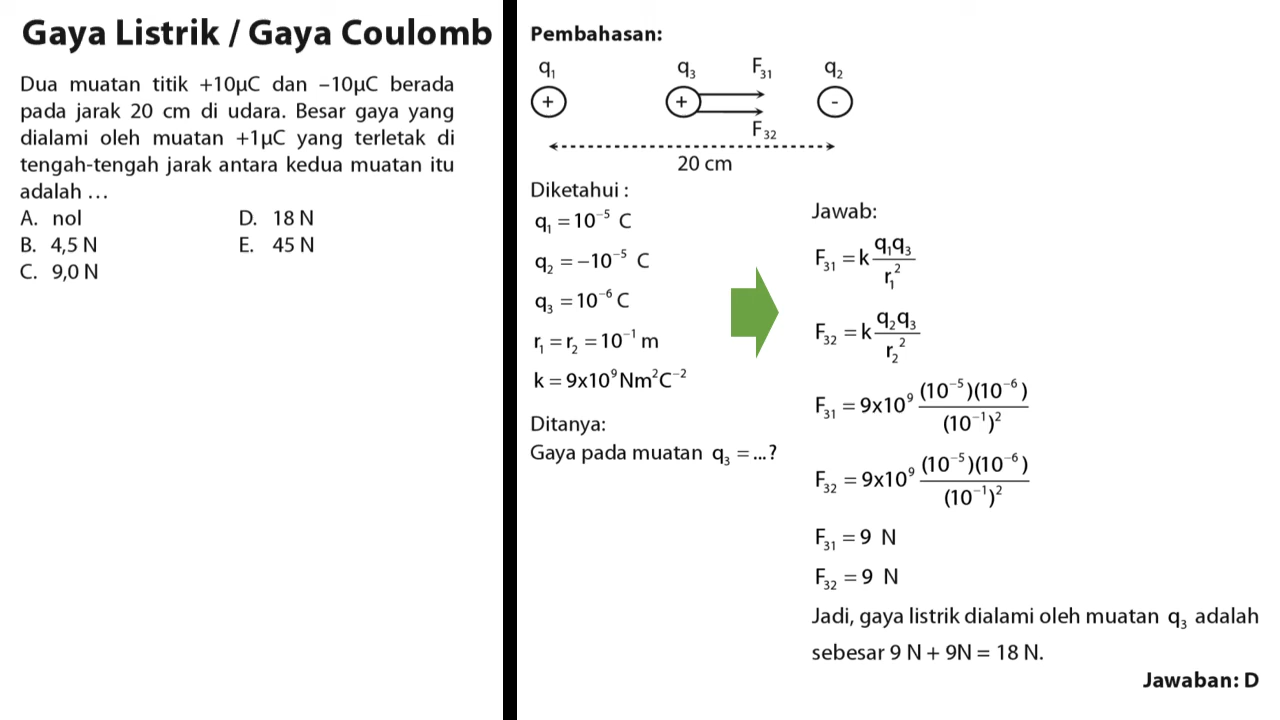 Gaya Listrik / Gaya Coulomb
Dua muatan titik +10μC dan –10μC berada
pada jarak 20 cm di udara. Besar gaya yang
dialami oleh muatan +1μC yang terletak di
tengah-tengah jarak antara kedua muatan itu
adalah …
A. nol D. 18 N
B. 4,5 N E. 45 N
C. 9,0 N
Pembahasan:
q₁ q₃ F₃₁ q₂
+ + -
F₃₂
20 cm
Diketahui :
q₁ = 10⁻⁵ C
q₂ = −10⁻⁵ C
q₃ = 10⁻⁶ C
r₁ = r₂ = 10⁻¹ m
k = 9x10⁹ Nm²C⁻²
Ditanya:
Gaya pada muatan q₃ = ...?
Jawab:
F₃₁ = k q₁q₃ / r₁²
F₃₂ = k q₂q₃ / r₂²
F₃₁ = 9x10⁹ (10⁻⁵)(10⁻⁶) / (10⁻¹)²
F₃₂ = 9x10⁹ (10⁻⁵)(10⁻⁶) / (10⁻¹)²
F₃₁ = 9 N
F₃₂ = 9 N
Jadi, gaya listrik dialami oleh muatan q₃ adalah
sebesar 9 N + 9N = 18 N.
Jawaban: D